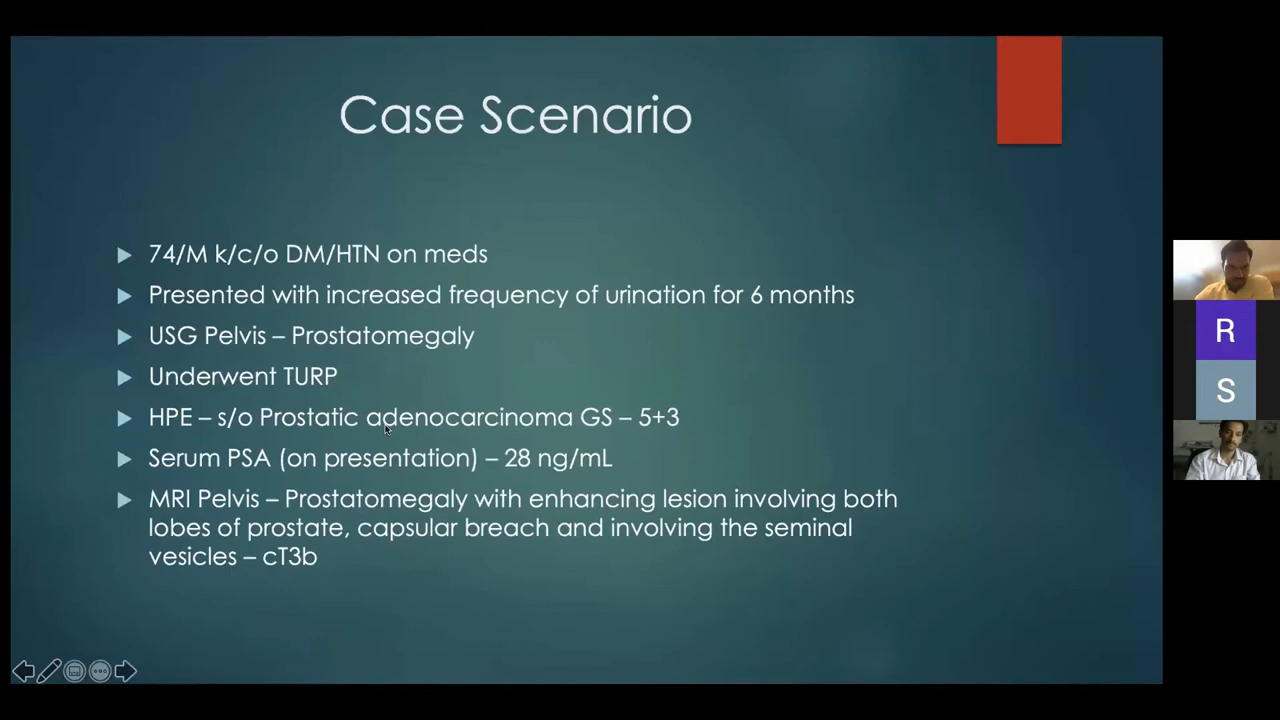 Case Scenario
74/M k/c/o DM/HTN on meds
Presented with increased frequency of urination for 6 months
USG Pelvis – Prostatomegaly
Underwent TURP
HPE – s/o Prostatic adenocarcinoma GS – 5+3
Serum PSA (on presentation) – 28 ng/mL
MRI Pelvis – Prostatomegaly with enhancing lesion involving both
lobes of prostate, capsular breach and involving the seminal
vesicles – cT3b
R
S